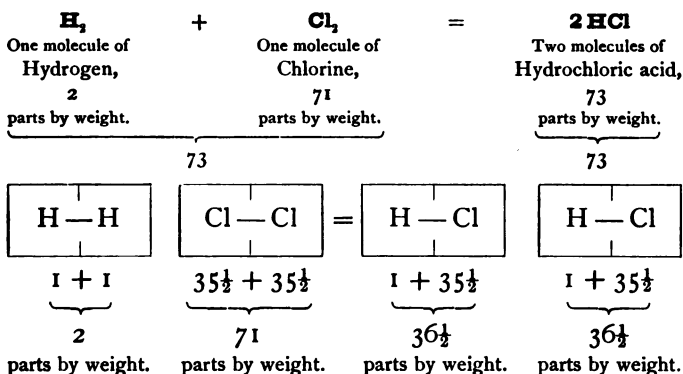 H₂ + Cl₂ = 2 HCl
One molecule of One molecule of Two molecules of
Hydrogen, Chlorine, Hydrochloric acid,
2 71 73
parts by weight. parts by weight. parts by weight.
73 73
H — H Cl — Cl = H — Cl H — Cl
1 + 1 35½ + 35½ 1 + 35½ 1 + 35½
2 71 36½ 36½
parts by weight. parts by weight. parts by weight. parts by weight.